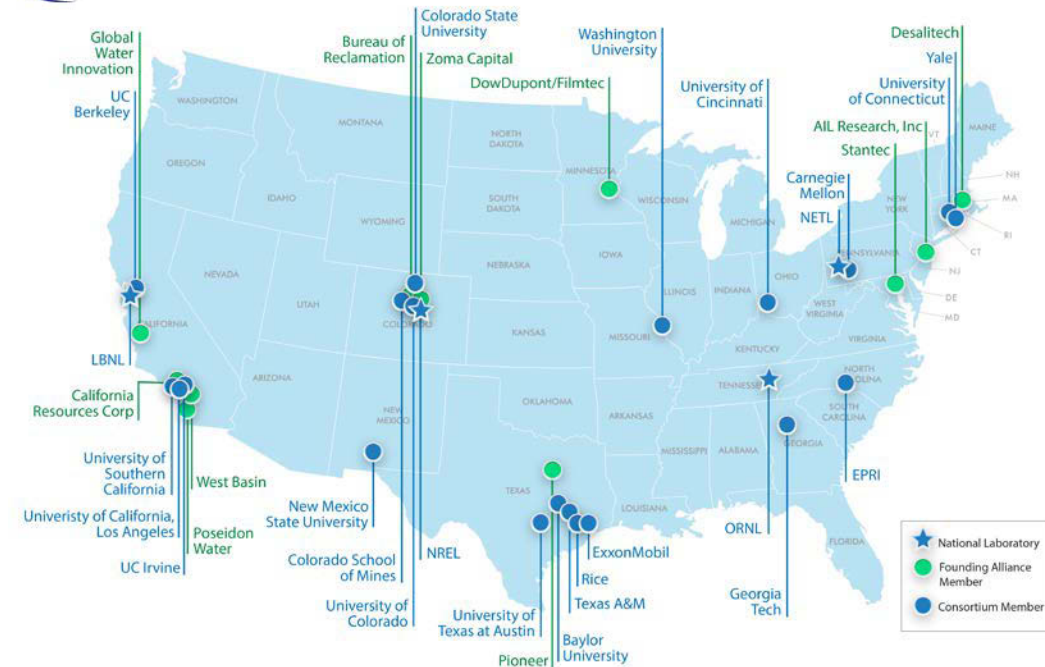 Global
Water
Innovation
UC
Berkeley
Bureau of
Reclamation
Colorado State
University
Zoma Capital
DowDupont/Filmtec
Washington
University
University of
Cincinnati
Desalitech
Yale
University
of Connecticut
AIL Research, Inc
Stantec
Carnegie
Mellon
NETL
WASHINGTON
OREGON
IDAHO
MONTANA
NORTH
DAKOTA
SOUTH
DAKOTA
MINNESOTA
WISCONSIN
MICHIGAN
WYOMING
NEBRASKA
IOWA
NEVADA
UTAH
COLORADO
KANSAS
MISSOURI
ILLINOIS
INDIANA
OHIO
PENNSYLVANIA
NEW
YORK
VT
MAINE
NH
MA
RI
CT
NJ
DE
MD
WEST
VIRGINIA
VIRGINIA
KENTUCKY
TENNESSEE
NORTH
CAROLINA
SOUTH
CAROLINA
GEORGIA
ALABAMA
MISSISSIPPI
ARKANSAS
LOUISIANA
OKLAHOMA
TEXAS
NEW
MEXICO
ARIZONA
CALIFORNIA
FLORIDA
LBNL
California
Resources Corp
University of
Southern
California
West Basin
Univeristy of California,
Los Angeles
Poseidon
Water
UC Irvine
New Mexico
State University
Colorado School
of Mines
NREL
University of
Colorado
University of
Texas at Austin
Pioneer
Baylor
University
Texas A&M
Rice
ExxonMobil
ORNL
Georgia
Tech
EPRI
National Laboratory
Founding Alliance
Member
Consortium Member